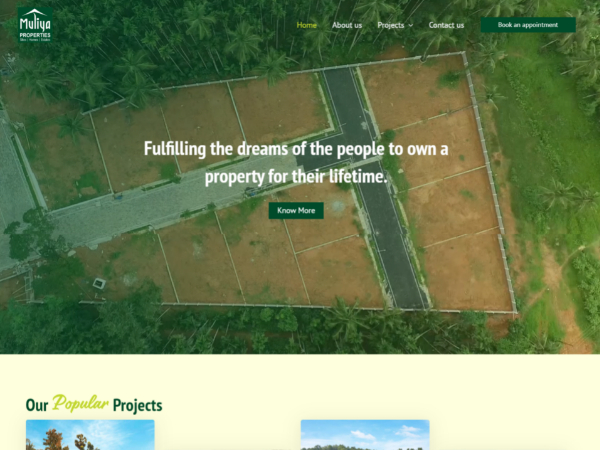 Muliya
PROPERTIES
Home
About us
Projects
Contact us
Book an appointment
Fulfilling the dreams of the people to own a
property for their lifetime.
Know More
Our Popular Projects